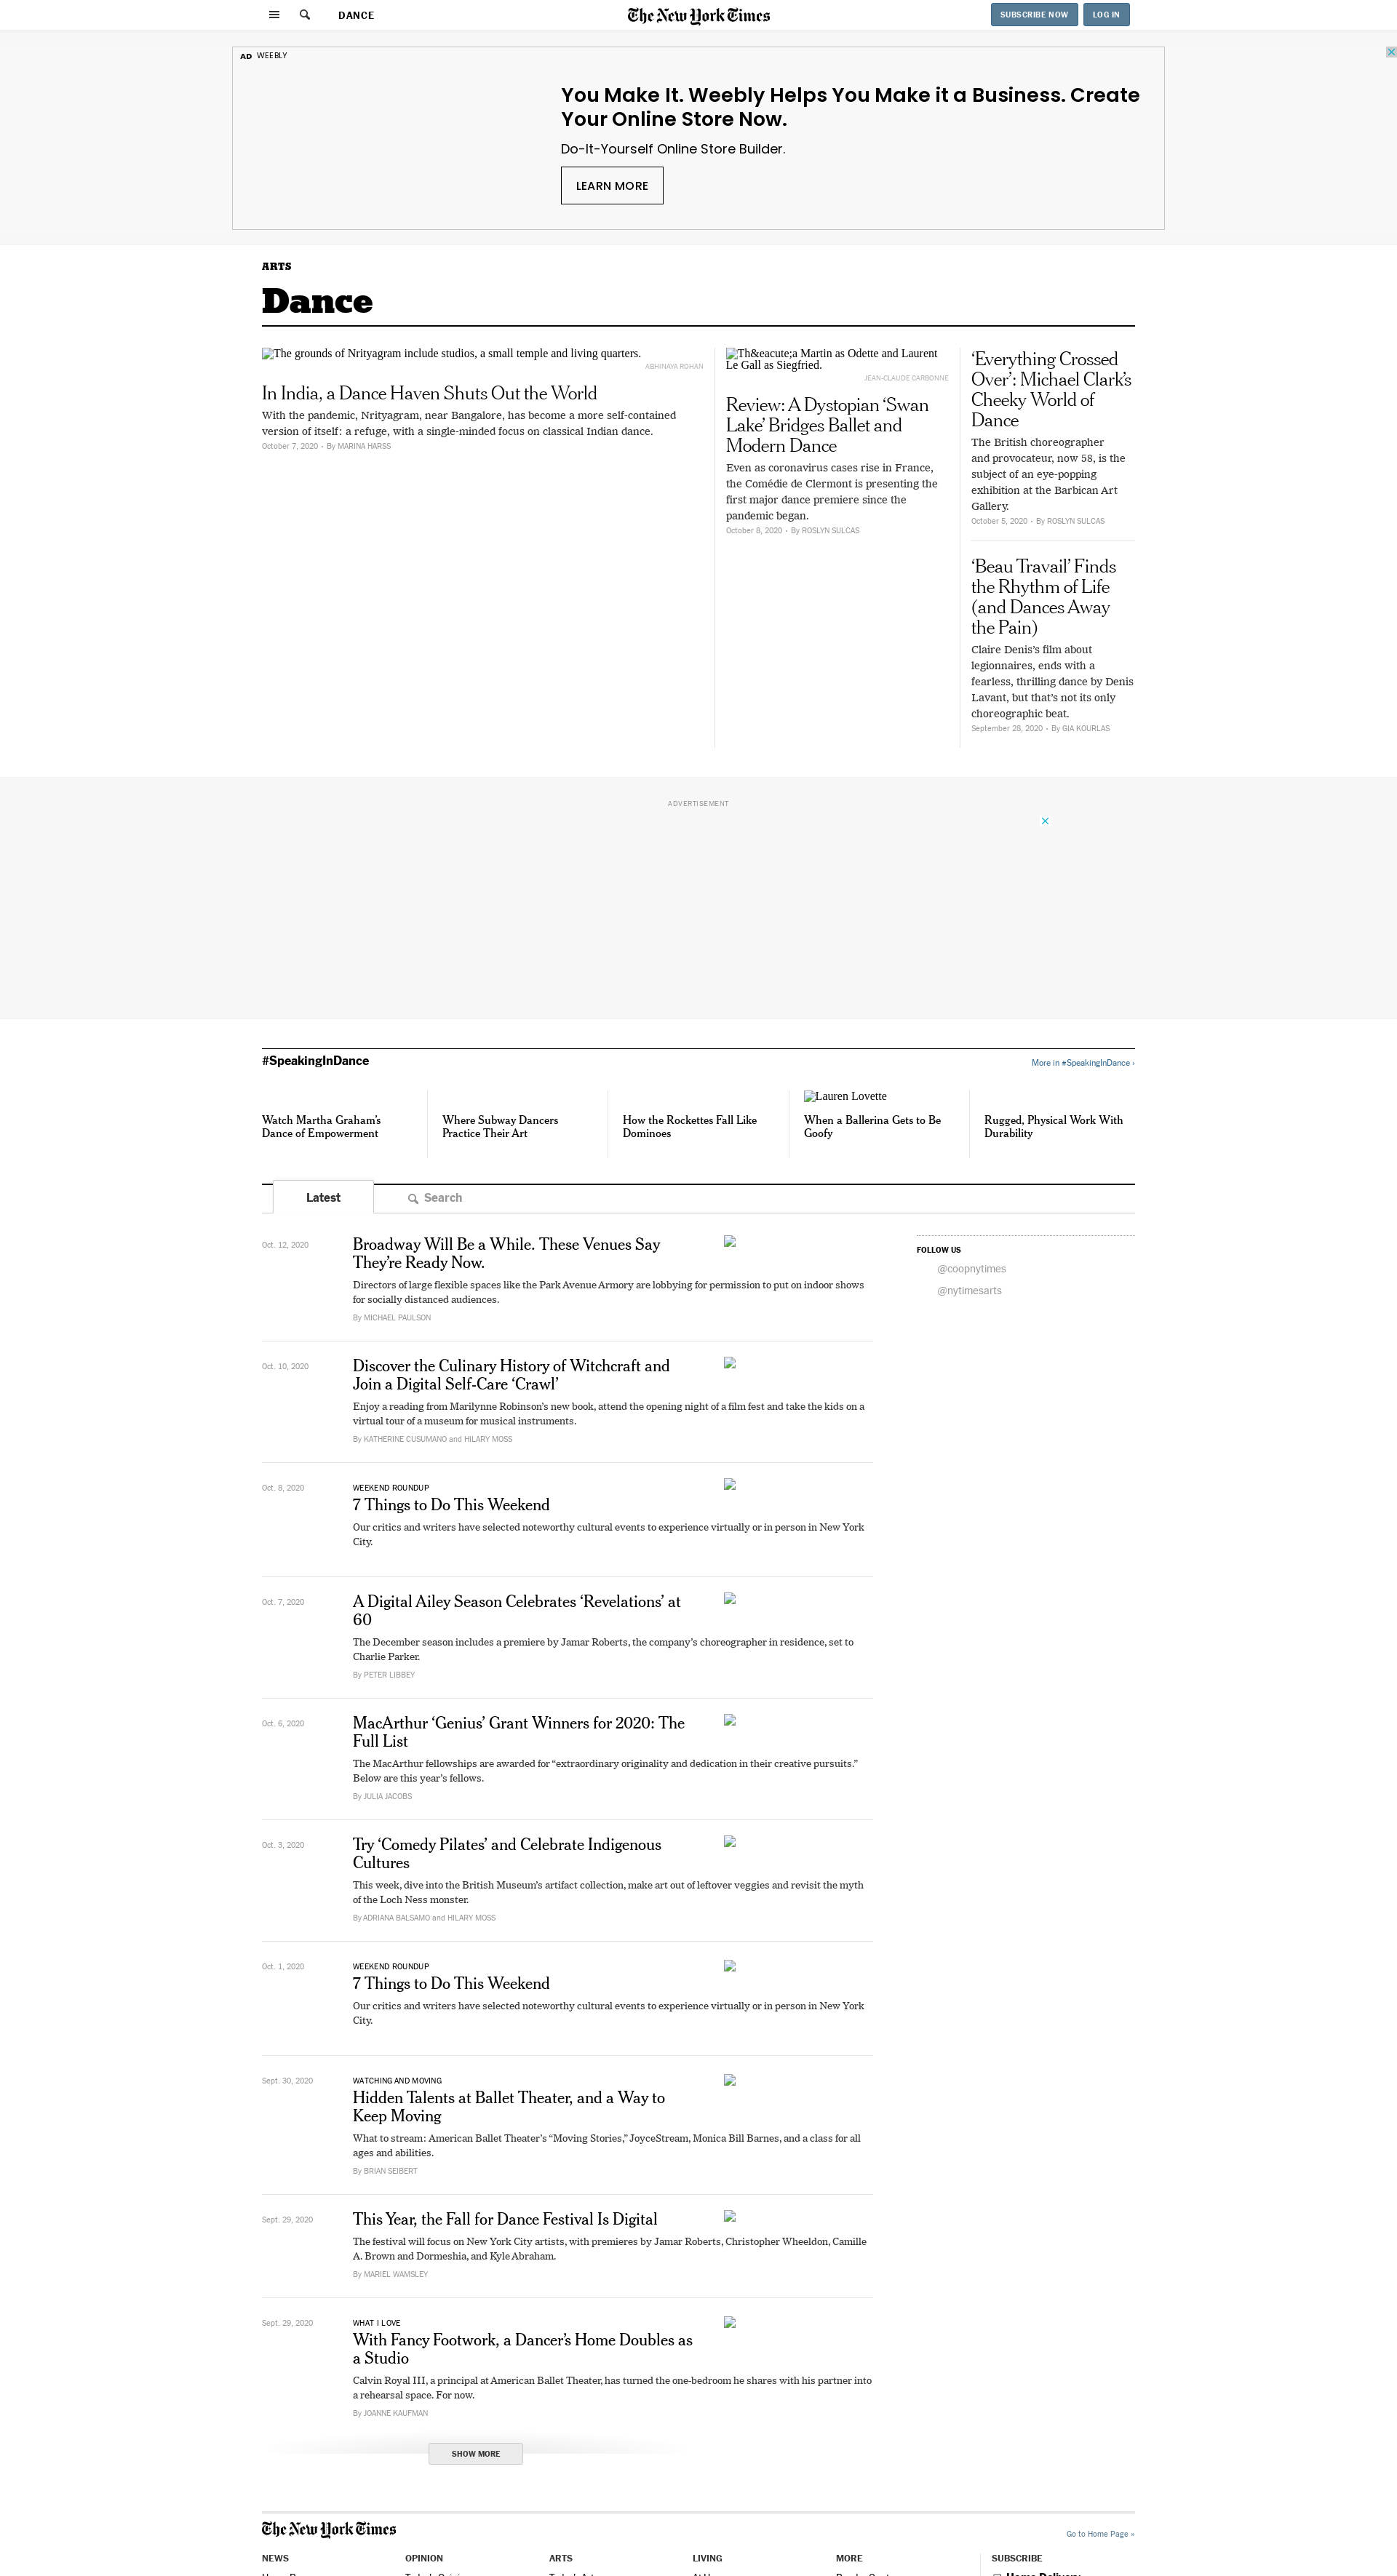 DANCE
The New York Times
SUBSCRIBE NOW
LOG IN
AD WEEBLY
You Make It. Weebly Helps You Make it a Business. Create
Your Online Store Now.
Do-It-Yourself Online Store Builder.
LEARN MORE
ARTS
Dance
The grounds of Nrityagram include studios, a small temple and living quarters.
ABHINAYA ROHAN
In India, a Dance Haven Shuts Out the World
With the pandemic, Nrityagram, near Bangalore, has become a more self-contained
version of itself: a refuge, with a single-minded focus on classical Indian dance.
October 7, 2020 • By MARINA HARSS
Th&eacute;a Martin as Odette and Laurent
Le Gall as Siegfried.
JEAN-CLAUDE CARBONNE
Review: A Dystopian ‘Swan
Lake’ Bridges Ballet and
Modern Dance
Even as coronavirus cases rise in France,
the Comédie de Clermont is presenting the
first major dance premiere since the
pandemic began.
October 8, 2020 • By ROSLYN SULCAS
‘Everything Crossed
Over’: Michael Clark’s
Cheeky World of
Dance
The British choreographer
and provocateur, now 58, is the
subject of an eye-popping
exhibition at the Barbican Art
Gallery.
October 5, 2020 • By ROSLYN SULCAS
‘Beau Travail’ Finds
the Rhythm of Life
(and Dances Away
the Pain)
Claire Denis’s film about
legionnaires, ends with a
fearless, thrilling dance by Denis
Lavant, but that’s not its only
choreographic beat.
September 28, 2020 • By GIA KOURLAS
ADVERTISEMENT
#SpeakingInDance
More in #SpeakingInDance ›
Watch Martha Graham’s
Dance of Empowerment
Where Subway Dancers
Practice Their Art
How the Rockettes Fall Like
Dominoes
Lauren Lovette
When a Ballerina Gets to Be
Goofy
Rugged, Physical Work With
Durability
Latest
Search
Oct. 12, 2020
Broadway Will Be a While. These Venues Say
They’re Ready Now.
Directors of large flexible spaces like the Park Avenue Armory are lobbying for permission to put on indoor shows
for socially distanced audiences.
By MICHAEL PAULSON
FOLLOW US
@coopnytimes
@nytimesarts
Oct. 10, 2020
Discover the Culinary History of Witchcraft and
Join a Digital Self-Care ‘Crawl’
Enjoy a reading from Marilynne Robinson’s new book, attend the opening night of a film fest and take the kids on a
virtual tour of a museum for musical instruments.
By KATHERINE CUSUMANO and HILARY MOSS
Oct. 8, 2020
WEEKEND ROUNDUP
7 Things to Do This Weekend
Our critics and writers have selected noteworthy cultural events to experience virtually or in person in New York
City.
Oct. 7, 2020
A Digital Ailey Season Celebrates ‘Revelations’ at
60
The December season includes a premiere by Jamar Roberts, the company’s choreographer in residence, set to
Charlie Parker.
By PETER LIBBEY
Oct. 6, 2020
MacArthur ‘Genius’ Grant Winners for 2020: The
Full List
The MacArthur fellowships are awarded for “extraordinary originality and dedication in their creative pursuits.”
Below are this year’s fellows.
By JULIA JACOBS
Oct. 3, 2020
Try ‘Comedy Pilates’ and Celebrate Indigenous
Cultures
This week, dive into the British Museum’s artifact collection, make art out of leftover veggies and revisit the myth
of the Loch Ness monster.
By ADRIANA BALSAMO and HILARY MOSS
Oct. 1, 2020
WEEKEND ROUNDUP
7 Things to Do This Weekend
Our critics and writers have selected noteworthy cultural events to experience virtually or in person in New York
City.
Sept. 30, 2020
WATCHING AND MOVING
Hidden Talents at Ballet Theater, and a Way to
Keep Moving
What to stream: American Ballet Theater’s “Moving Stories,” JoyceStream, Monica Bill Barnes, and a class for all
ages and abilities.
By BRIAN SEIBERT
Sept. 29, 2020
This Year, the Fall for Dance Festival Is Digital
The festival will focus on New York City artists, with premieres by Jamar Roberts, Christopher Wheeldon, Camille
A. Brown and Dormeshia, and Kyle Abraham.
By MARIEL WAMSLEY
Sept. 29, 2020
WHAT I LOVE
With Fancy Footwork, a Dancer’s Home Doubles as
a Studio
Calvin Royal III, a principal at American Ballet Theater, has turned the one-bedroom he shares with his partner into
a rehearsal space. For now.
By JOANNE KAUFMAN
SHOW MORE
The New York Times
Go to Home Page »
NEWS
OPINION
ARTS
LIVING
MORE
SUBSCRIBE